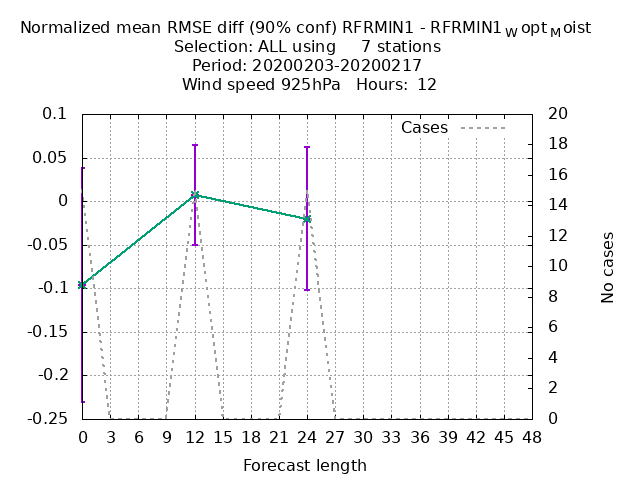 Normalized mean RMSE diff (90% conf) RFRMIN1 - RFRMIN1WoptMoist
Selection: ALL using 7 stations
Period: 20200203-20200217
Wind speed 925hPa Hours: 12
Cases
0.1
0.05
0
-0.05
-0.1
-0.15
-0.2
-0.25
20
18
16
14
12
10
8
6
4
2
0
No cases
0 3 6 9 12 15 18 21 24 27 30 33 36 39 42 45 48
Forecast length